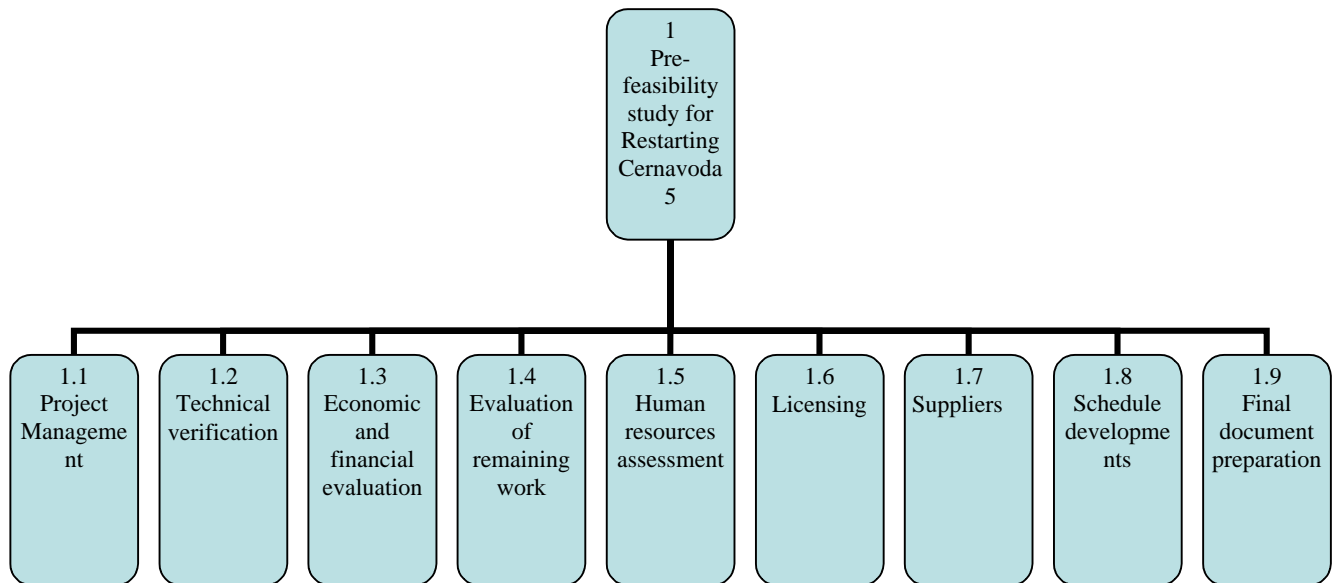 1
Pre-
feasibility
study for
Restarting
Cernavoda
5
1.1
Project
Manageme
nt
1.2
Technical
verification
1.3
Economic
and
financial
evaluation
1.4
Evaluation
of
remaining
work
1.5
Human
resources
assessment
1.6
Licensing
1.7
Suppliers
1.8
Schedule
developme
nts
1.9
Final
document
preparation